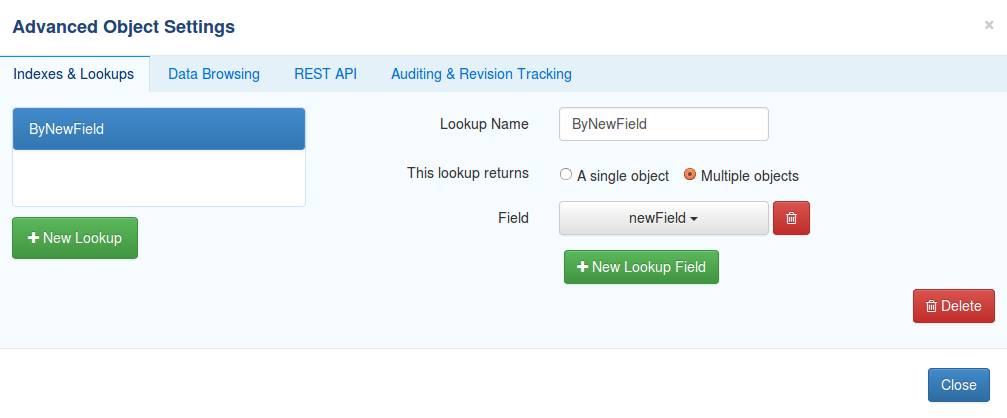 Advanced Object Settings ×
Indexes & Lookups Data Browsing REST API Auditing & Revision Tracking
ByNewField
Lookup Name ByNewField
This lookup returns A single object Multiple objects
Field newField
New Lookup
New Lookup Field
Delete
Close